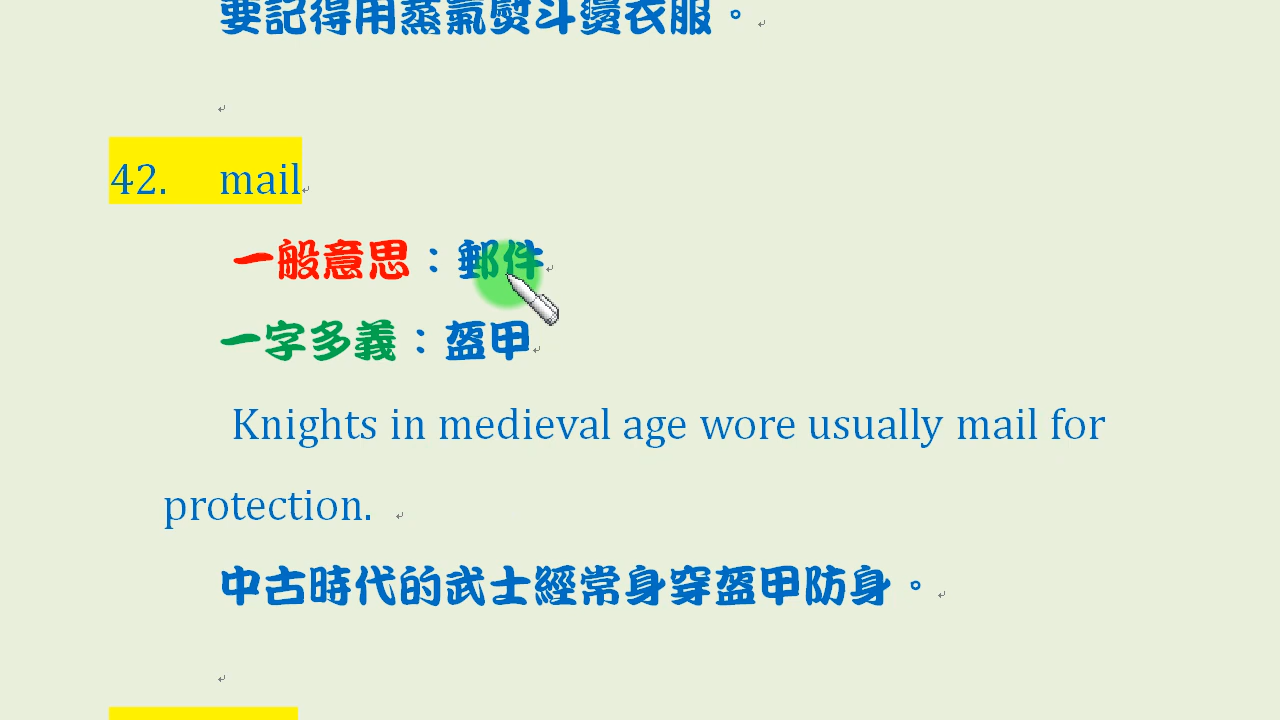 要記得用蒸氣熨斗燙衣服。
42. mail
一般意思：郵件
一字多義：盔甲
Knights in medieval age wore usually mail for
protection.
中古時代的武士經常身穿盔甲防身。